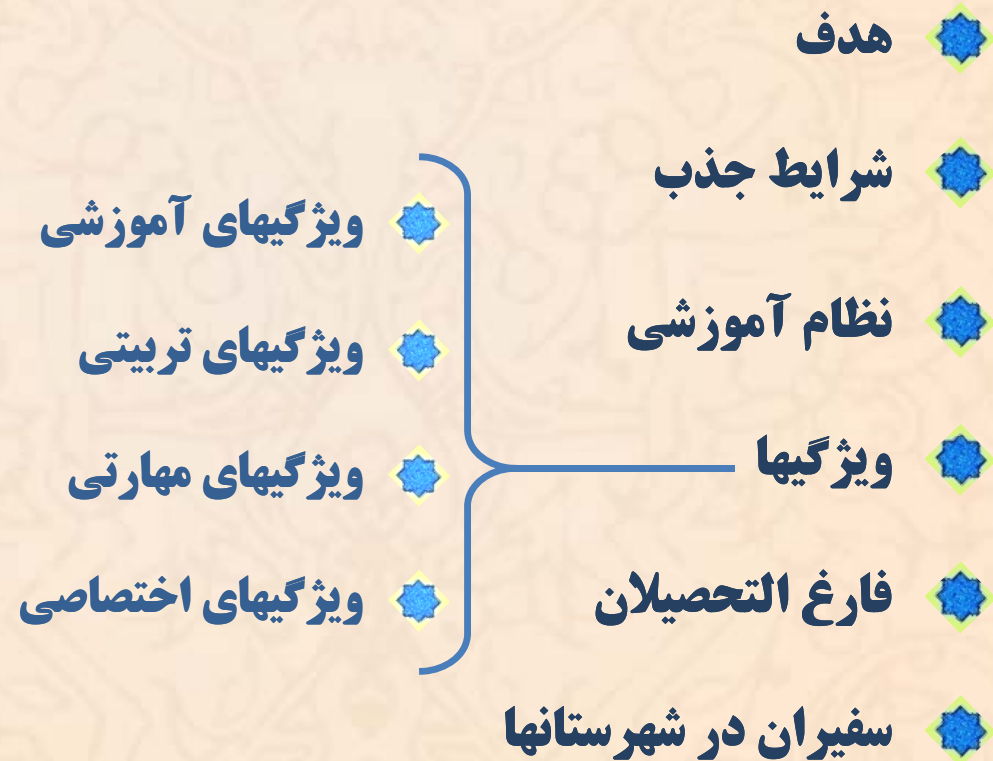 هدف
شرایط جذب
نظام آموزشی
ویژگیها
ویژگیهای آموزشی
ویژگیهای تربیتی
ویژگیهای مهارتی
ویژگیهای اختصاصی
فارغ التحصیلان
سفیران در شهرستانها